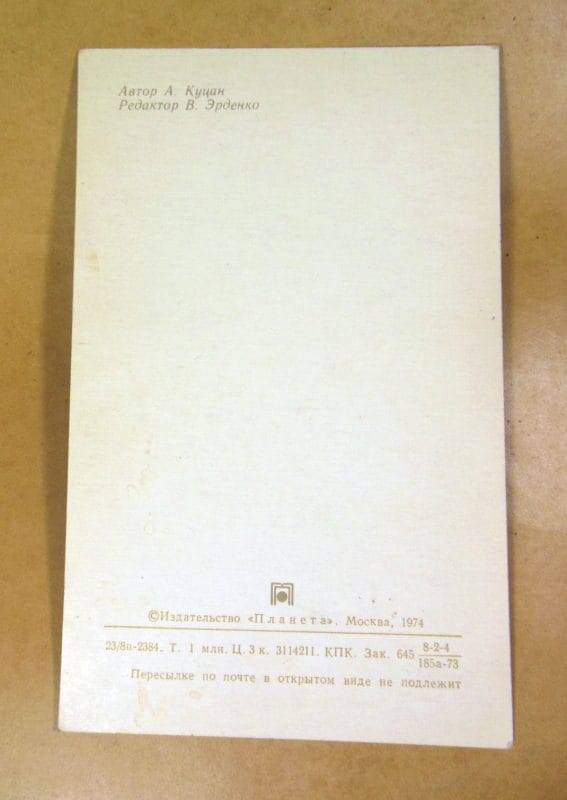 Автор А. Куцан
Редактор В. Эрденко
©Издательство «Планета». Москва, 1974
23/8п-2384. Т. 1 млн. Ц. 3 к. 3114211. КПК. Зак. 645 8-2-4
185а-73
Пересылке по почте в открытом виде не подлежит